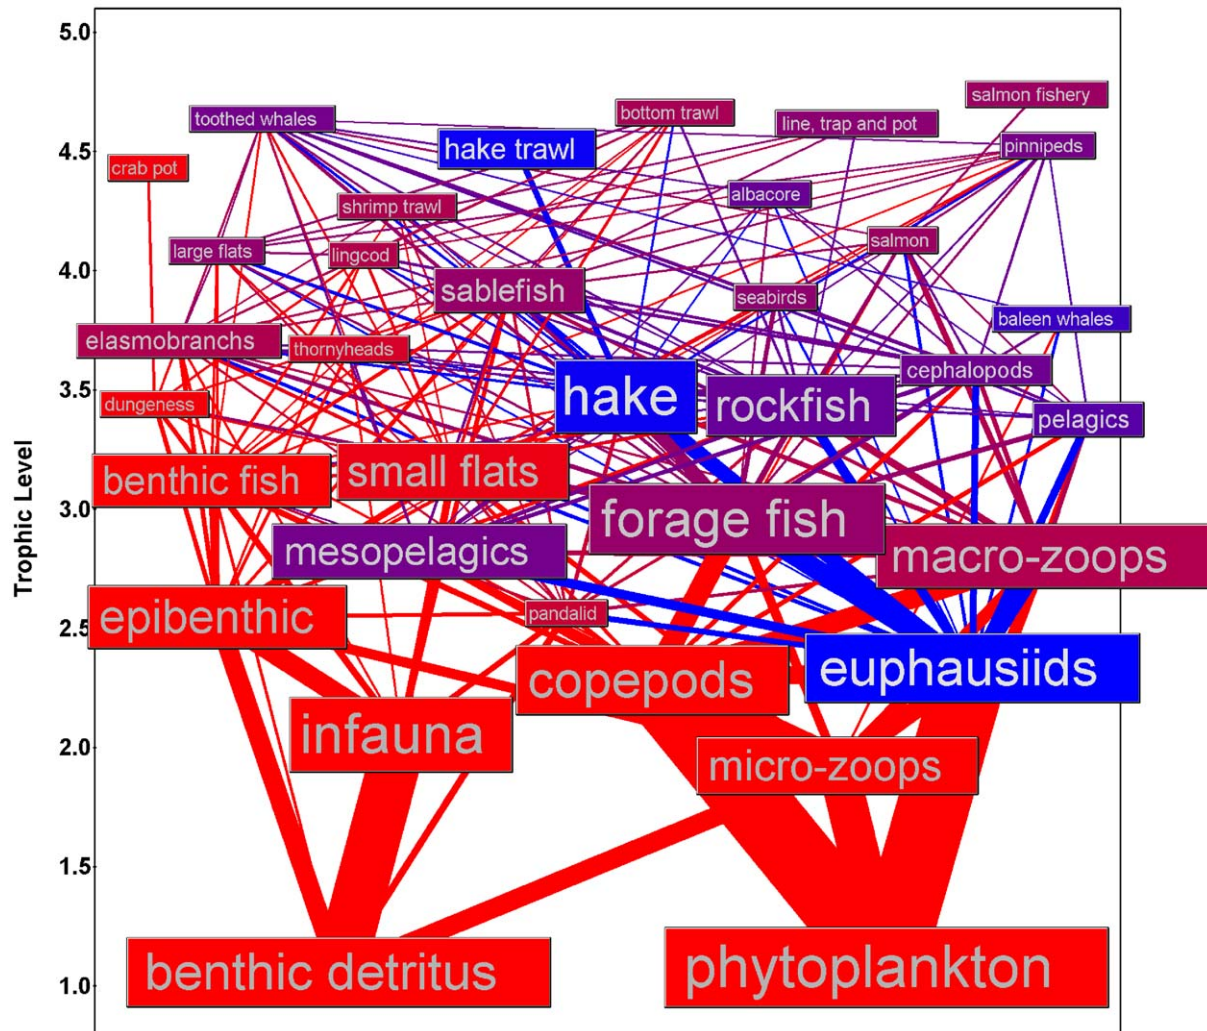 5.0
salmon fishery
bottom trawl
toothed whales
line, trap and pot
4.5
hake trawl
pinnipeds
crab pot
albacore
shrimp trawl
salmon
large flats
lingcod
4.0
sablefish
seabirds
baleen whales
elasmobranchs
thornyheads
cephalopods
3.5
hake
rockfish
dungeness
pelagics
benthic fish
small flats
3.0
forage fish
mesopelagics
macro-zoops
Trophic Level
epibenthic
pandalid
2.5
copepods
euphausiids
infauna
2.0
micro-zoops
1.5
benthic detritus
phytoplankton
1.0